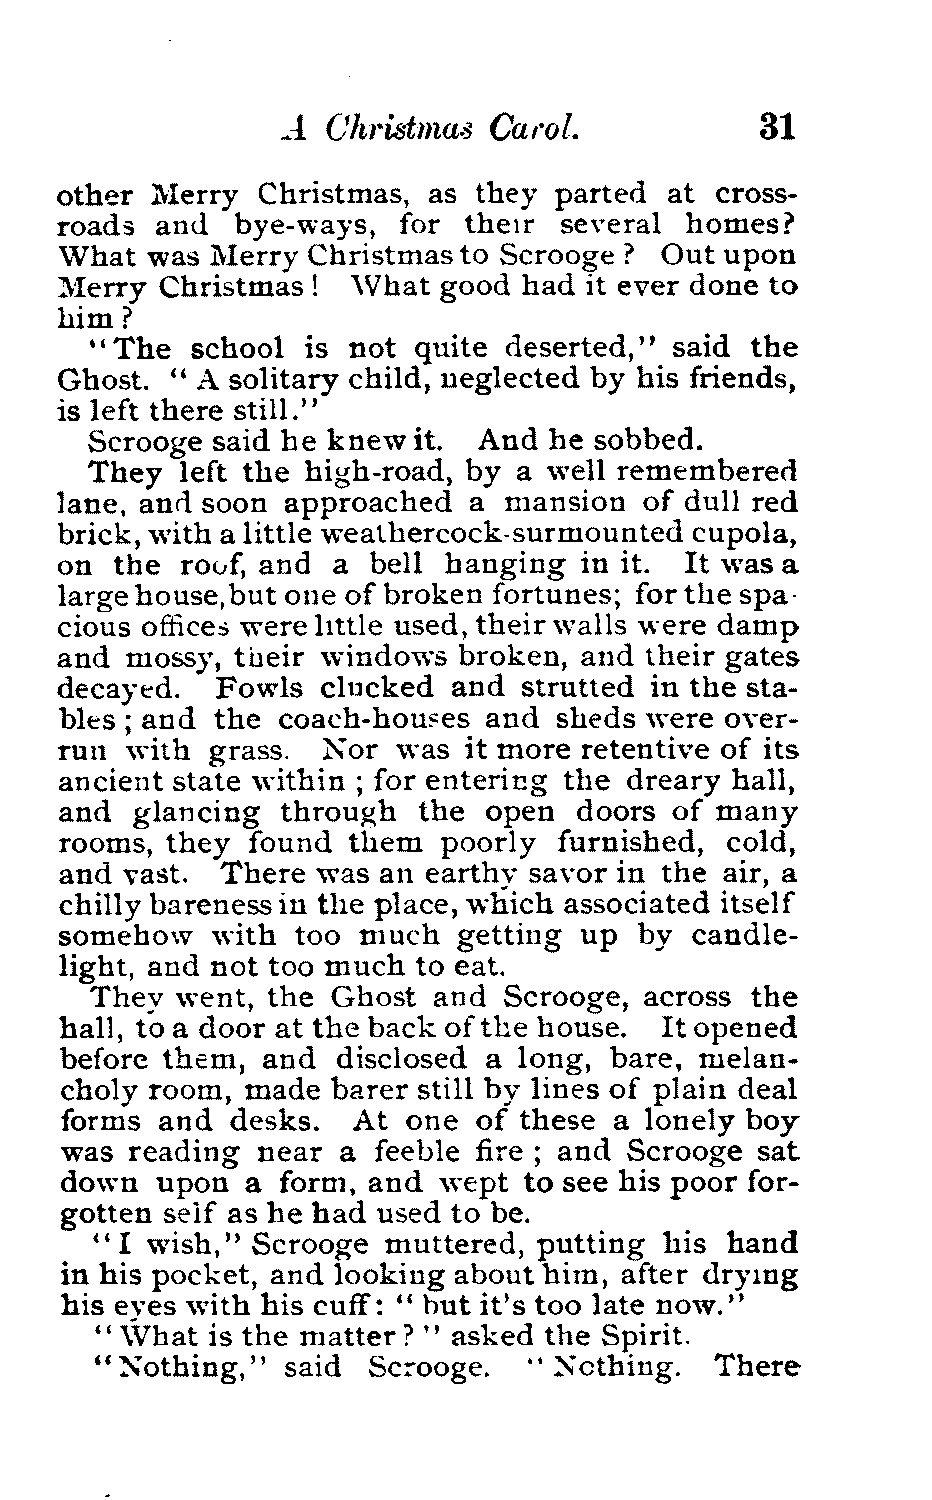 A Christmas Carol. 31
other Merry Christmas, as they parted at cross-
roads and bye-ways, for their several homes?
What was Merry Christmas to Scrooge? Out upon
Merry Christmas! What good had it ever done to
him?
"The school is not quite deserted," said the
Ghost. "A solitary child, neglected by his friends,
is left there still."
Scrooge said he knew it. And he sobbed.
They left the high-road, by a well remembered
lane, and soon approached a mansion of dull red
brick, with a little weathercock-surmounted cupola,
on the roof, and a bell hanging in it. It was a
large house, but one of broken fortunes; for the spa-
cious offices were little used, their walls were damp
and mossy, their windows broken, and their gates
decayed. Fowls clucked and strutted in the sta-
bles; and the coach-houses and sheds were over-
run with grass. Nor was it more retentive of its
ancient state within; for entering the dreary hall,
and glancing through the open doors of many
rooms, they found them poorly furnished, cold,
and vast. There was an earthy savor in the air, a
chilly bareness in the place, which associated itself
somehow with too much getting up by candle-
light, and not too much to eat.
They went, the Ghost and Scrooge, across the
hall, to a door at the back of the house. It opened
before them, and disclosed a long, bare, melan-
choly room, made barer still by lines of plain deal
forms and desks. At one of these a lonely boy
was reading near a feeble fire; and Scrooge sat
down upon a form, and wept to see his poor for-
gotten self as he had used to be.
"I wish," Scrooge muttered, putting his hand
in his pocket, and looking about him, after drying
his eyes with his cuff: "but it's too late now."
"What is the matter?" asked the Spirit.
"Nothing," said Scrooge. "Nothing. There